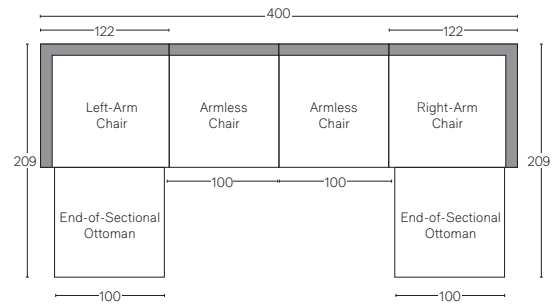 400
122
122
Left-Arm
Chair
Armless
Chair
Armless
Chair
Right-Arm
Chair
209
209
100
100
End-of-Sectional
Ottoman
End-of-Sectional
Ottoman
100
100